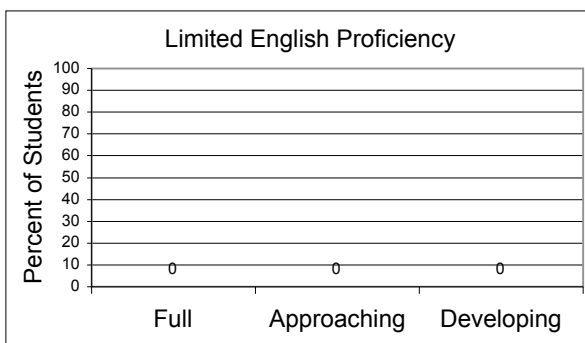 Limited English Proficiency
Percent of Students
100
90
80
70
60
50
40
30
20
10
0
0 0 0
Full Approaching Developing